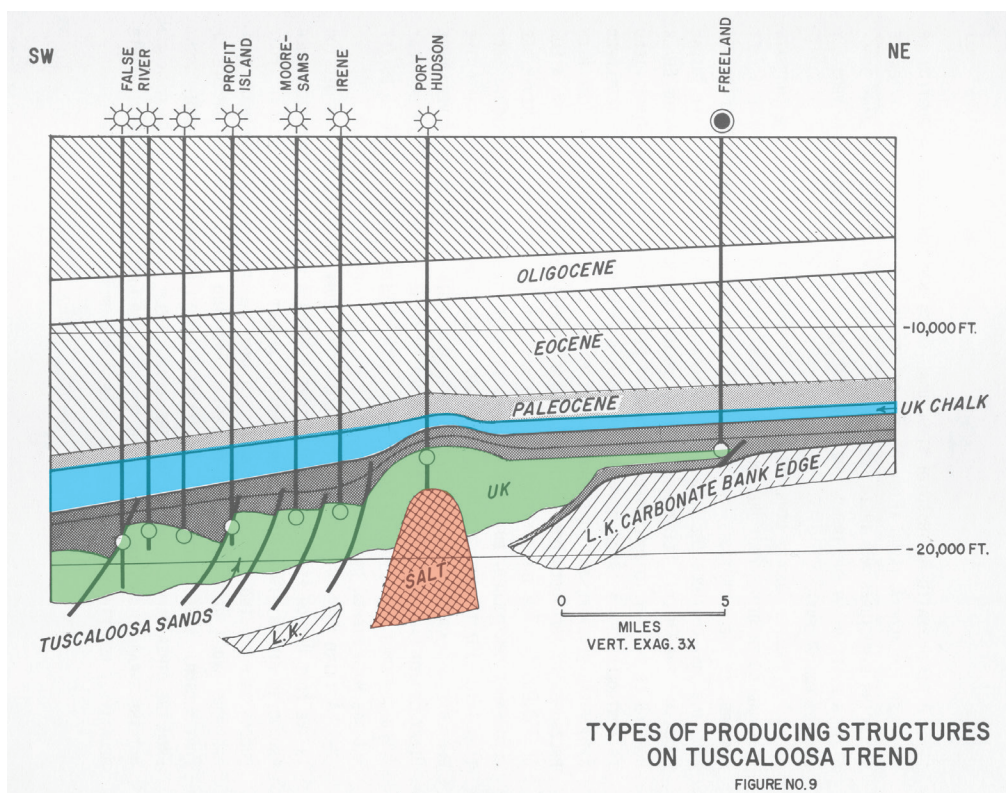 SW
NE
FALSE
RIVER
PROFIT
ISLAND
MOORE-
SAMS
IRENE
PORT
HUDSON
FREELAND
OLIGOCENE
-10,000 FT.
EOCENE
PALEOCENE
UK CHALK
UK
L.K. CARBONATE BANK EDGE
-20,000 FT.
SALT
TUSCALOOSA SANDS
L.K.
0 5
MILES
VERT. EXAG. 3X
TYPES OF PRODUCING STRUCTURES
ON TUSCALOOSA TREND
FIGURE NO. 9